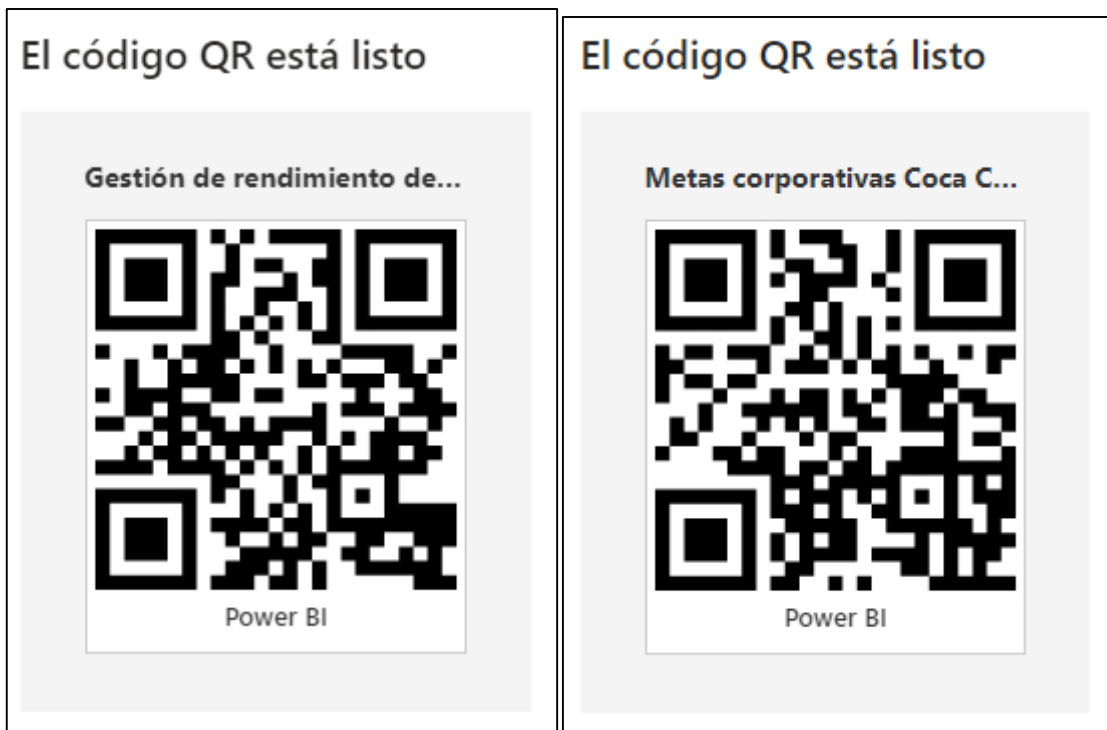 El código QR está listo
Gestión de rendimiento de...
Power BI
El código QR está listo
Metas corporativas Coca C...
Power BI